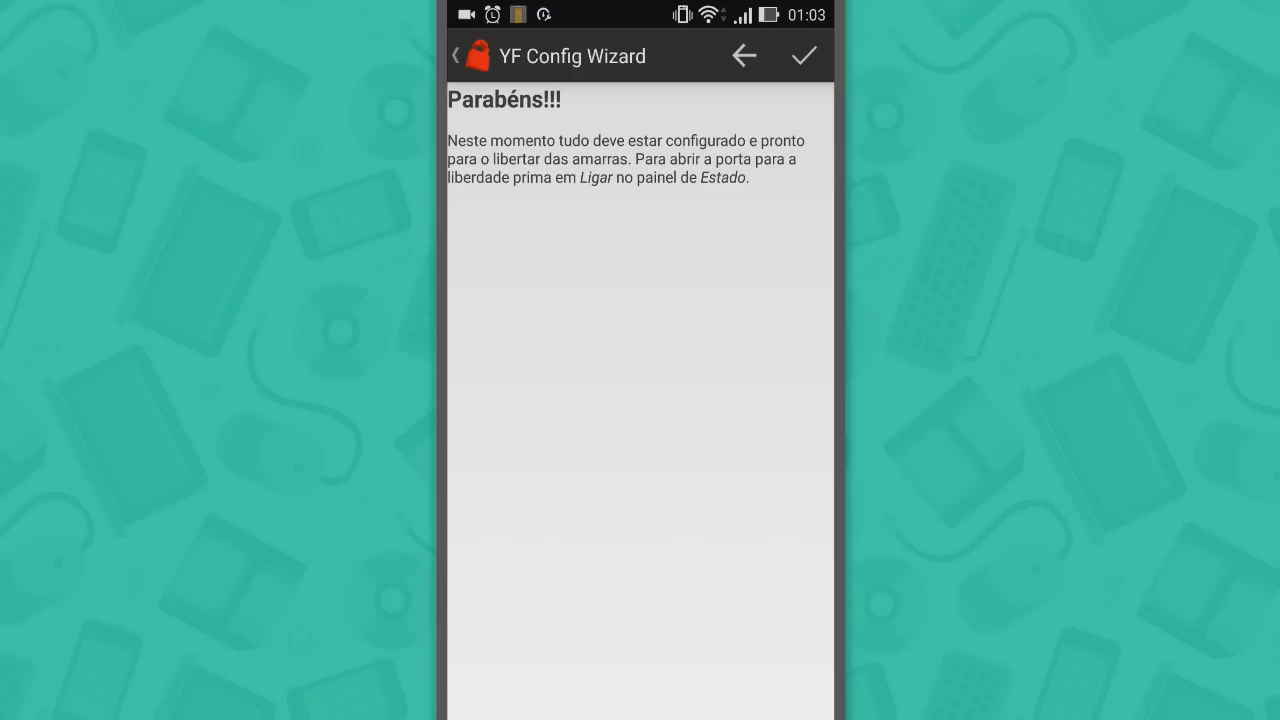 01:03
YF Config Wizard
Parabéns!!!
Neste momento tudo deve estar configurado e pronto
para o libertar das amarras. Para abrir a porta para a
liberdade prima em Ligar no painel de Estado.